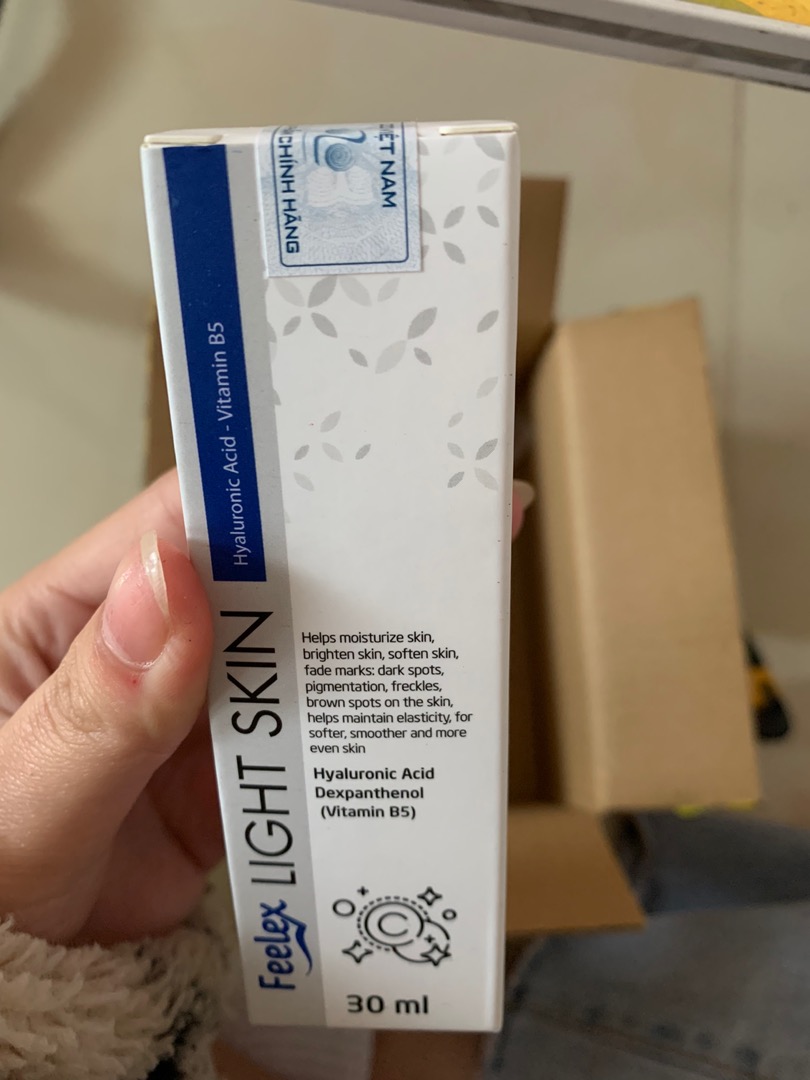 VIỆT NAM
CHÍNH HÃNG
Hyaluronic Acid - Vitamin B5
Feelex LIGHT SKIN
Helps moisturize skin,
brighten skin, soften skin,
fade marks: dark spots,
pigmentation, freckles,
brown spots on the skin,
helps maintain elasticity, for
softer, smoother and more
even skin
Hyaluronic Acid
Dexpanthenol
(Vitamin B5)
C
30 ml